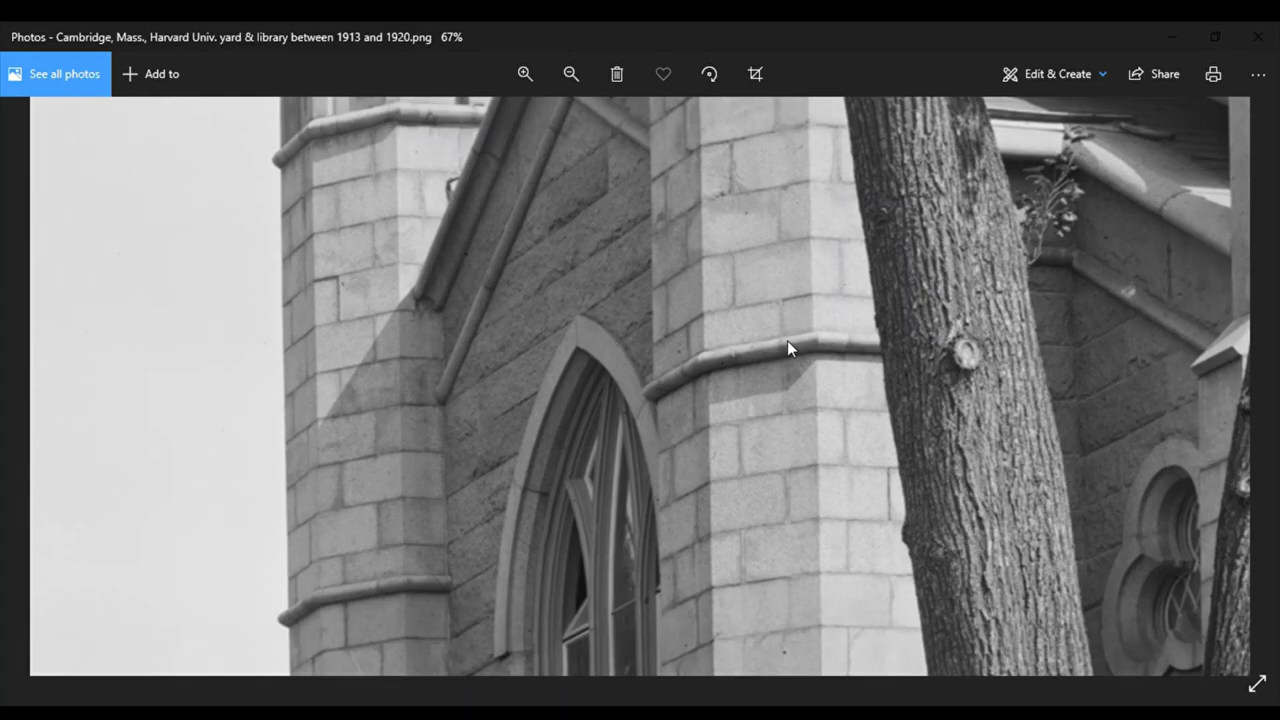 Photos - Cambridge, Mass., Harvard Univ. yard & library between 1913 and 1920.png 67%
See all photos Add to Edit & Create Share